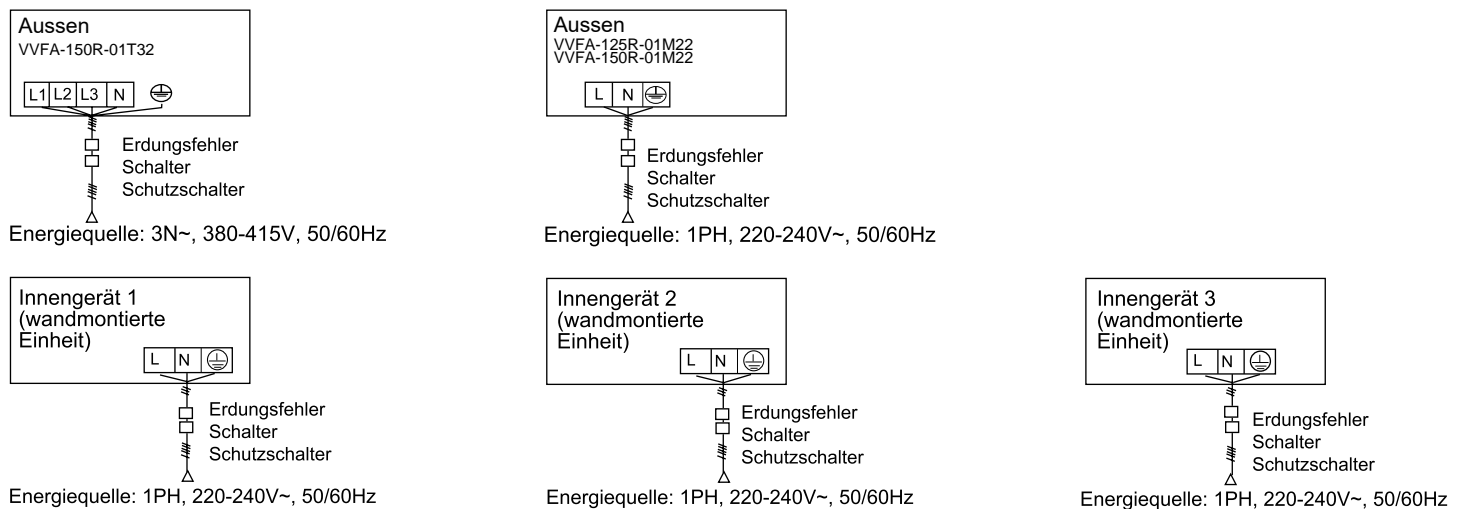 Aussen
VVFA-150R-01T32
L1 L2 L3 N
Erdungsfehler
Schalter
Schutzschalter
Energiequelle: 3N~, 380-415V, 50/60Hz
Aussen
VVFA-125R-01M22
VVFA-150R-01M22
L N
Erdungsfehler
Schalter
Schutzschalter
Energiequelle: 1PH, 220-240V~, 50/60Hz
Innengerät 1
(wandmontierte
Einheit)
L N
Erdungsfehler
Schalter
Schutzschalter
Energiequelle: 1PH, 220-240V~, 50/60Hz
Innengerät 2
(wandmontierte
Einheit)
L N
Erdungsfehler
Schalter
Schutzschalter
Energiequelle: 1PH, 220-240V~, 50/60Hz
Innengerät 3
(wandmontierte
Einheit)
L N
Erdungsfehler
Schalter
Schutzschalter
Energiequelle: 1PH, 220-240V~, 50/60Hz